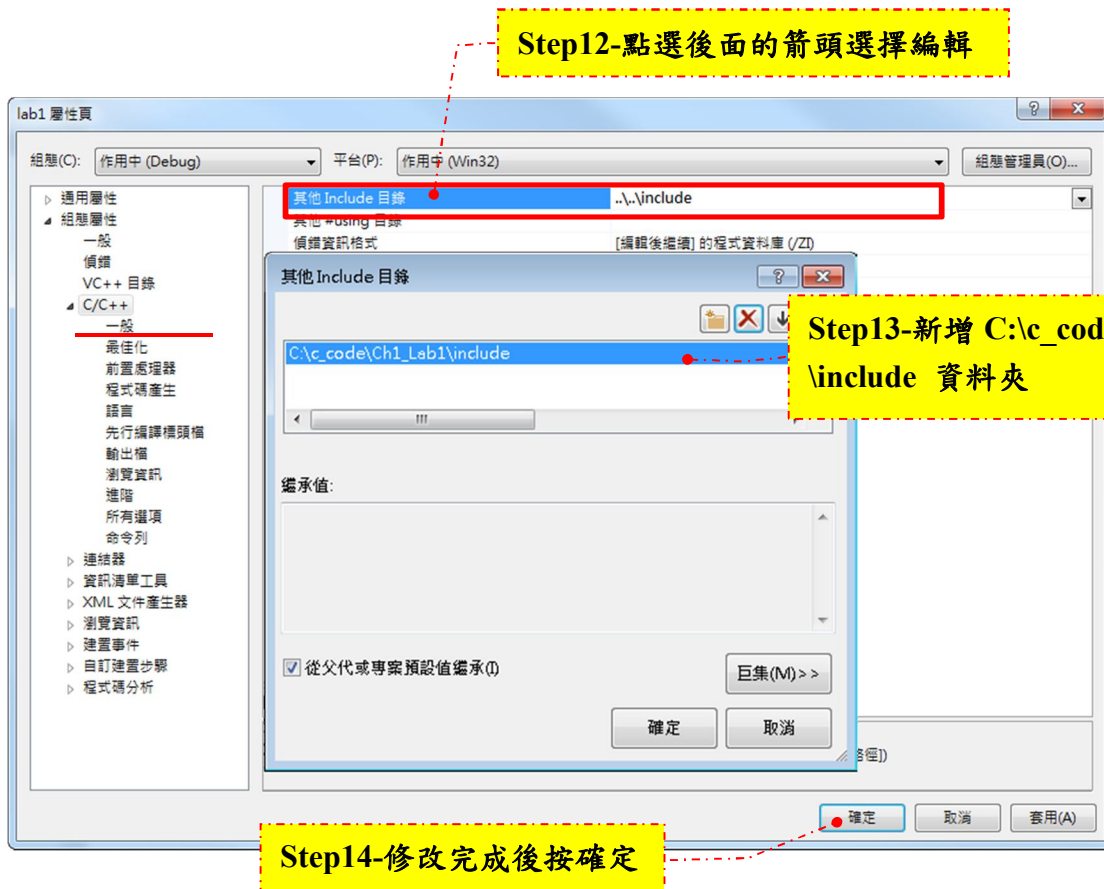 Step12-點選後面的箭頭選擇編輯
lab1 屬性頁
組態(C): 作用中 (Debug) 平台(P): 作用中 (Win32) 組態管理員(O)...
通用屬性
組態屬性
一般
偵錯
VC++ 目錄
C/C++
一般
最佳化
前置處理器
程式碼產生
語言
先行編譯標頭檔
輸出檔
瀏覽資訊
進階
所有選項
命令列
連結器
資訊清單工具
XML 文件產生器
瀏覽資訊
建置事件
自訂建置步驟
程式碼分析
其他 Include 目錄 ..\..\include
其他 #using 目錄
偵錯資訊格式 [編輯後繼續] 的程式資料庫 (/ZI)
其他 Include 目錄
C:\c_code\Ch1_Lab1\include
Step13-新增 C:\c_cod
\include 資料夾
繼承值:
從父代或專案預設值繼承(I)
巨集(M)>>
確定 取消
路徑])
確定 取消 套用(A)
Step14-修改完成後按確定